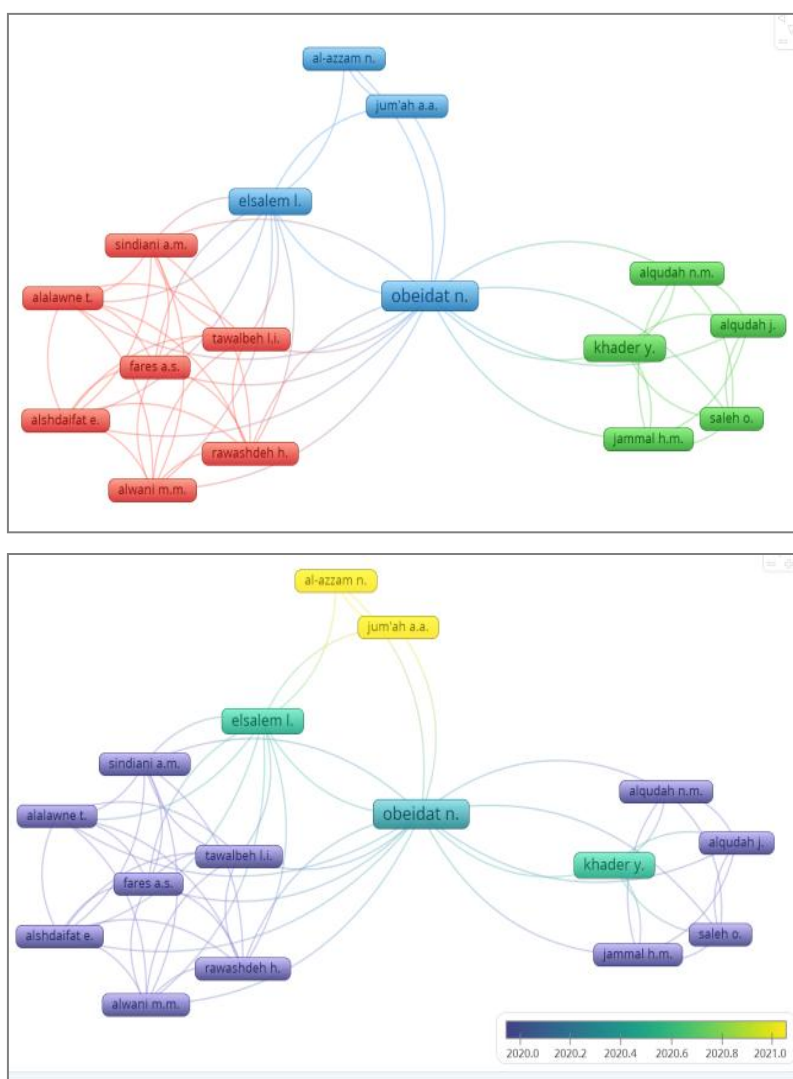 al-azzam n.
jum'ah a.a.
elsalem l.
sindiani a.m.
alqudah n.m.
alalawne t.
obeidat n.
alqudah j.
tawalbeh l.i.
khader y.
fares a.s.
alshdaifat e.
saleh o.
jammal h.m.
rawashdeh h.
alwani m.m.
al-azzam n.
jum'ah a.a.
elsalem l.
sindiani a.m.
alqudah n.m.
alalawne t.
obeidat n.
alqudah j.
tawalbeh l.i.
khader y.
fares a.s.
alshdaifat e.
saleh o.
jammal h.m.
rawashdeh h.
alwani m.m.
2020.0 2020.2 2020.4 2020.6 2020.8 2021.0